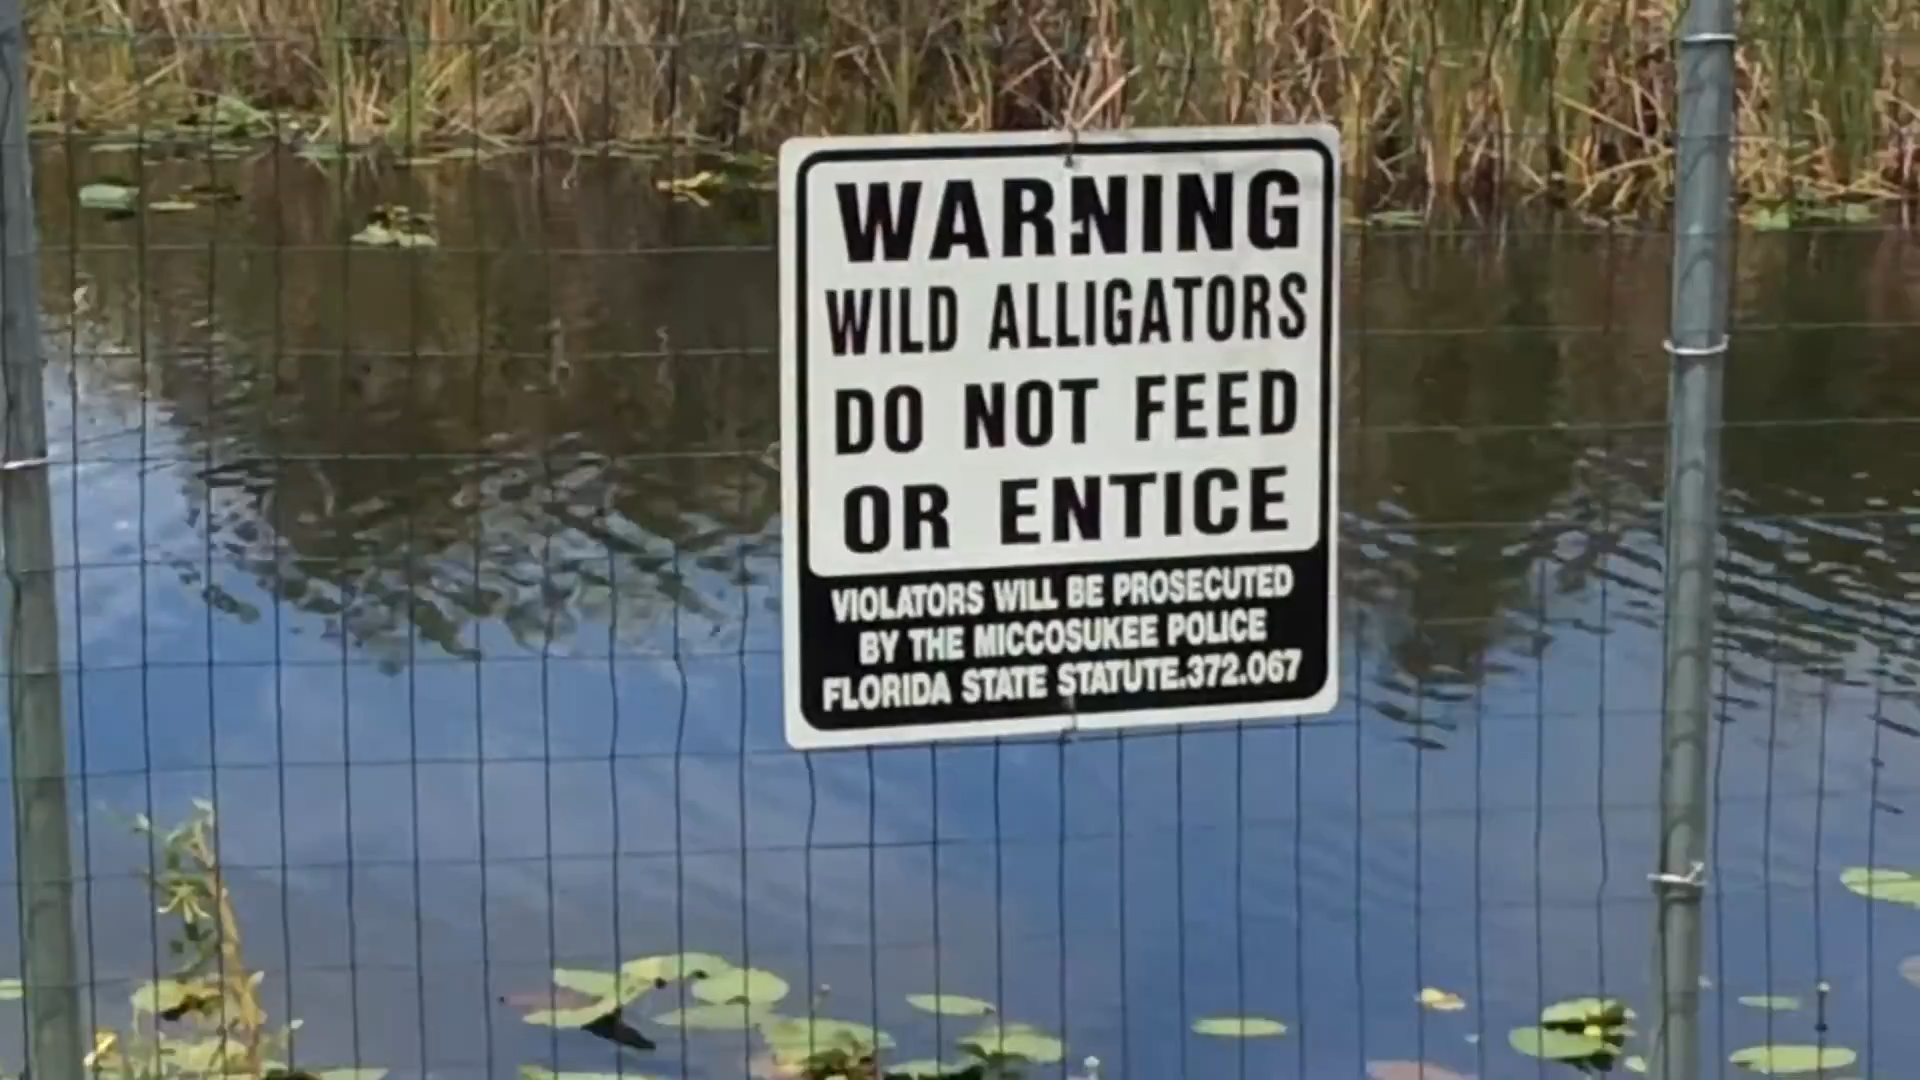 WARNING
WILD ALLIGATORS
DO NOT FEED
OR ENTICE
VIOLATORS WILL BE PROSECUTED
BY THE MICCOSUKEE POLICE
FLORIDA STATE STATUTE.372.067